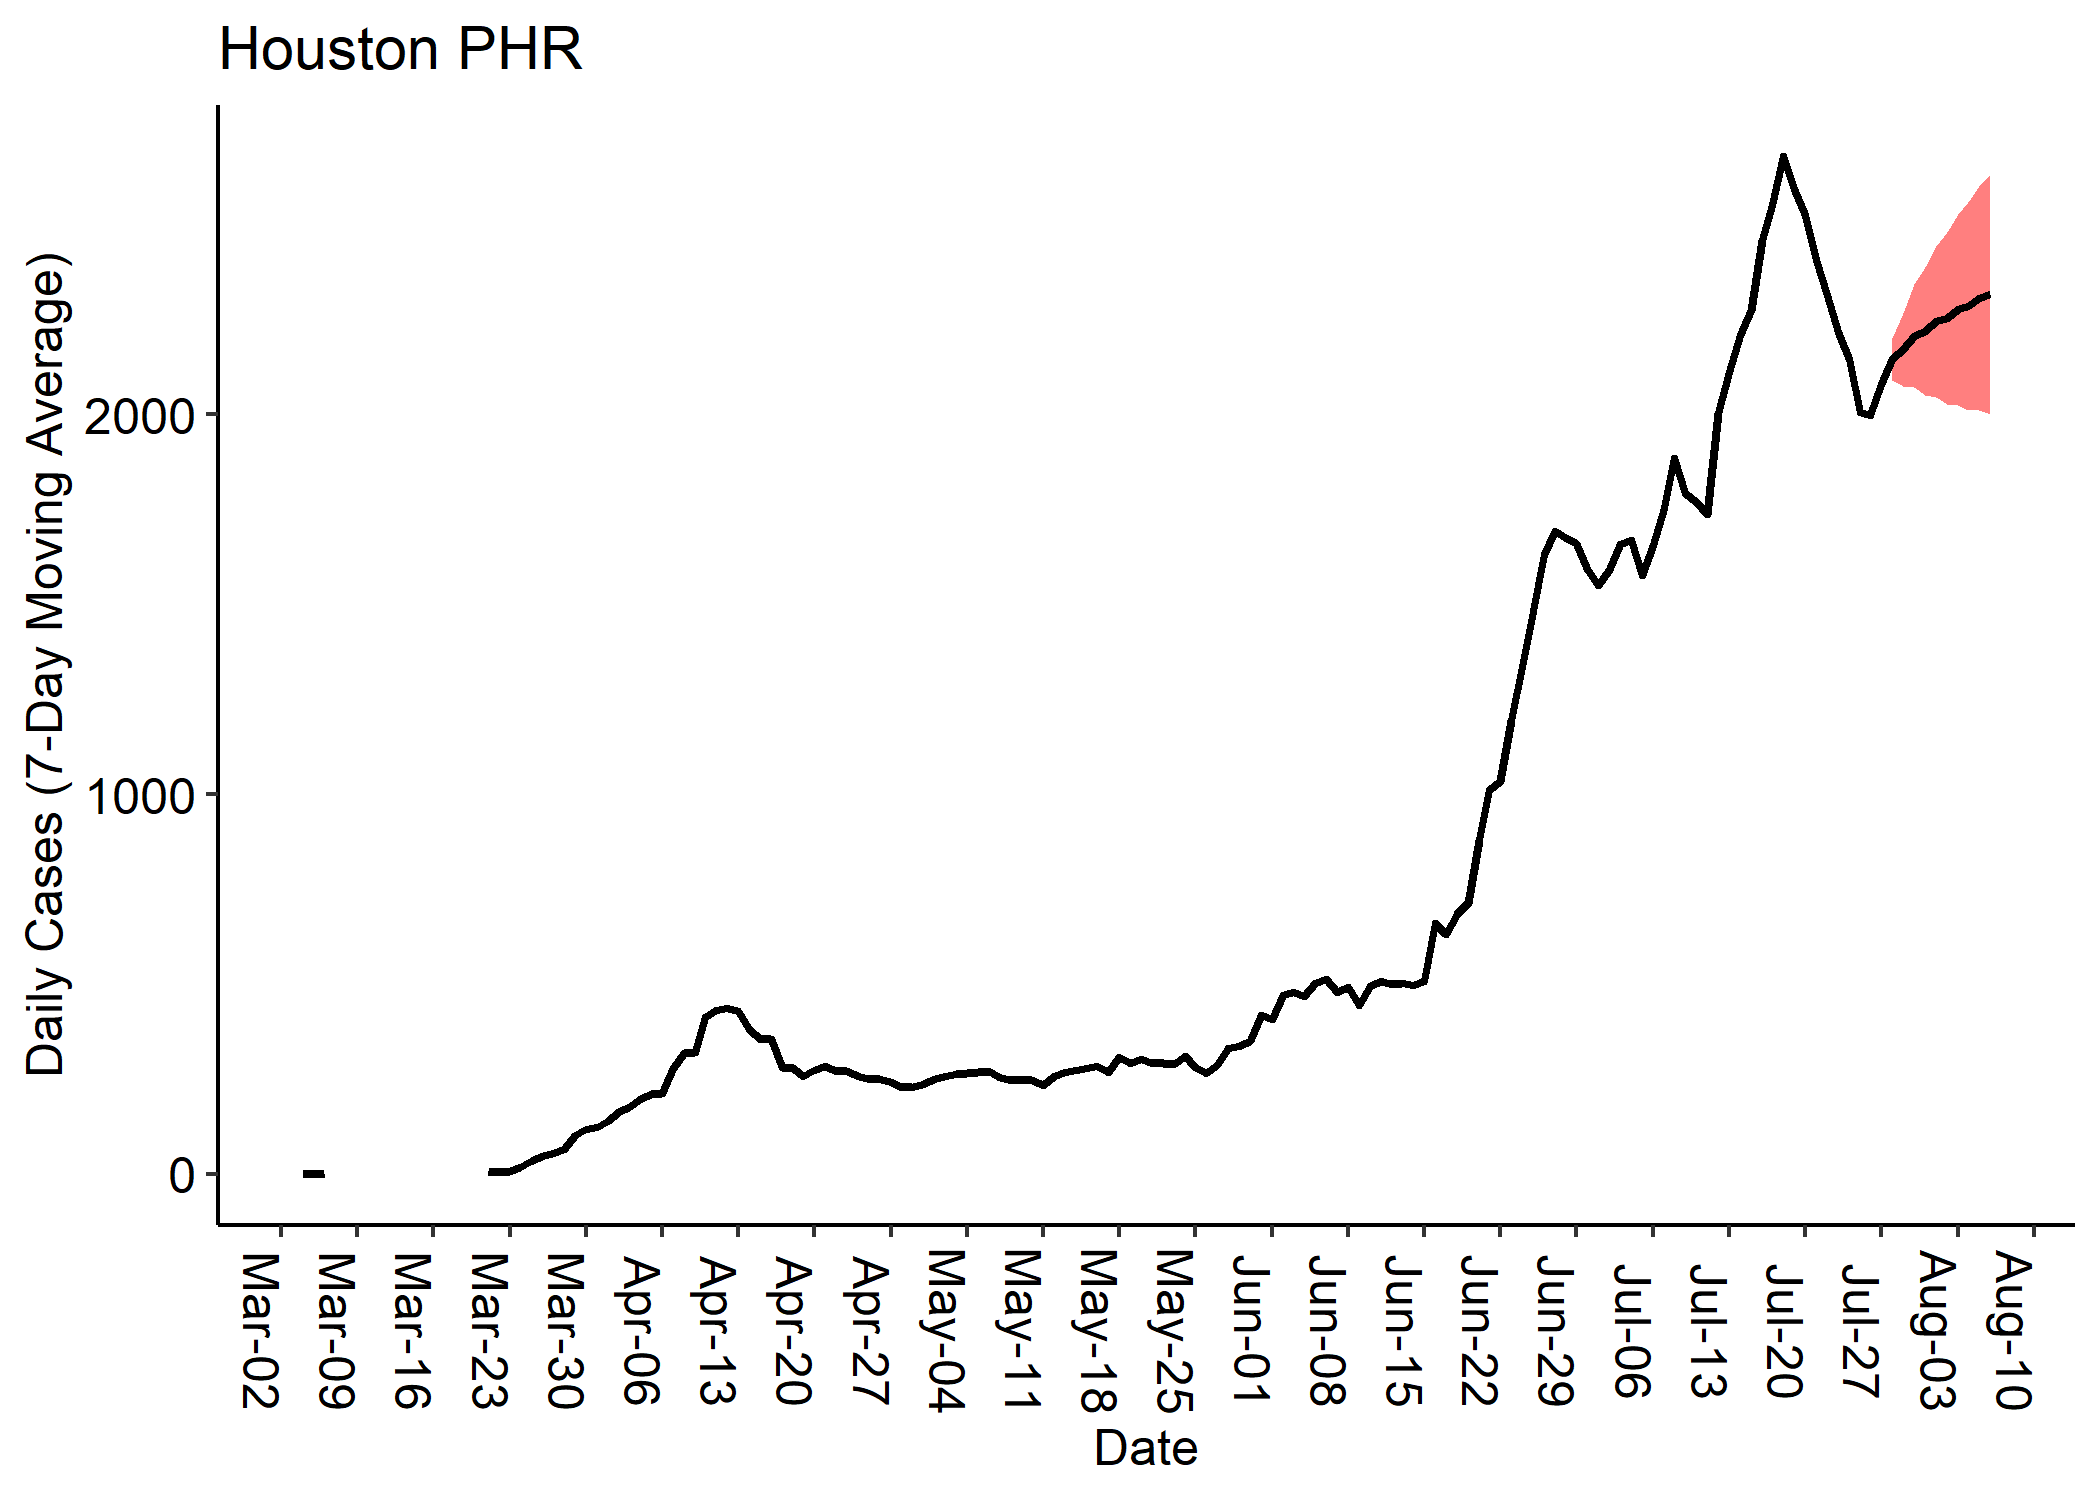 Houston PHR
Daily Cases (7-Day Moving Average)
2000
1000
0
Mar-02
Mar-09
Mar-16
Mar-23
Mar-30
Apr-06
Apr-13
Apr-20
Apr-27
May-04
May-11
May-18
May-25
Jun-01
Jun-08
Jun-15
Jun-22
Jun-29
Jul-06
Jul-13
Jul-20
Jul-27
Aug-03
Aug-10
Date